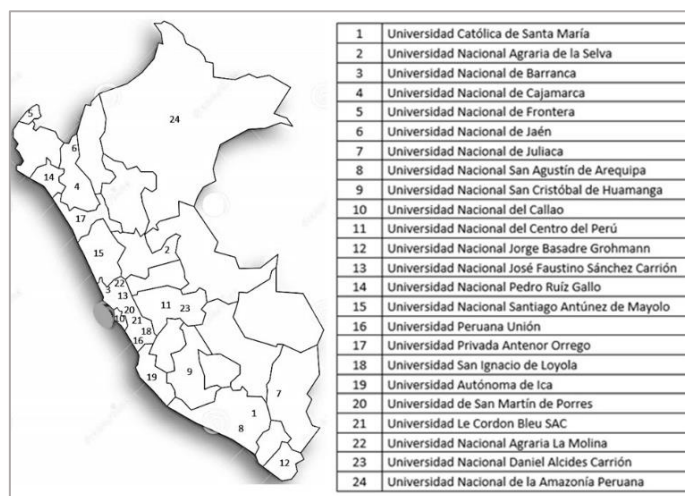 5
24
6
14
4
17
15
2
22
3
13
20
10
21
11
23
18
16
19
9
7
1
8
12
1 Universidad Católica de Santa María
2 Universidad Nacional Agraria de la Selva
3 Universidad Nacional de Barranca
4 Universidad Nacional de Cajamarca
5 Universidad Nacional de Frontera
6 Universidad Nacional de Jaén
7 Universidad Nacional de Juliaca
8 Universidad Nacional San Agustín de Arequipa
9 Universidad Nacional San Cristóbal de Huamanga
10 Universidad Nacional del Callao
11 Universidad Nacional del Centro del Perú
12 Universidad Nacional Jorge Basadre Grohmann
13 Universidad Nacional José Faustino Sánchez Carrión
14 Universidad Nacional Pedro Ruíz Gallo
15 Universidad Nacional Santiago Antúnez de Mayolo
16 Universidad Peruana Unión
17 Universidad Privada Antenor Orrego
18 Universidad San Ignacio de Loyola
19 Universidad Autónoma de Ica
20 Universidad de San Martín de Porres
21 Universidad Le Cordon Bleu SAC
22 Universidad Nacional Agraria La Molina
23 Universidad Nacional Daniel Alcides Carrión
24 Universidad Nacional de la Amazonía Peruana